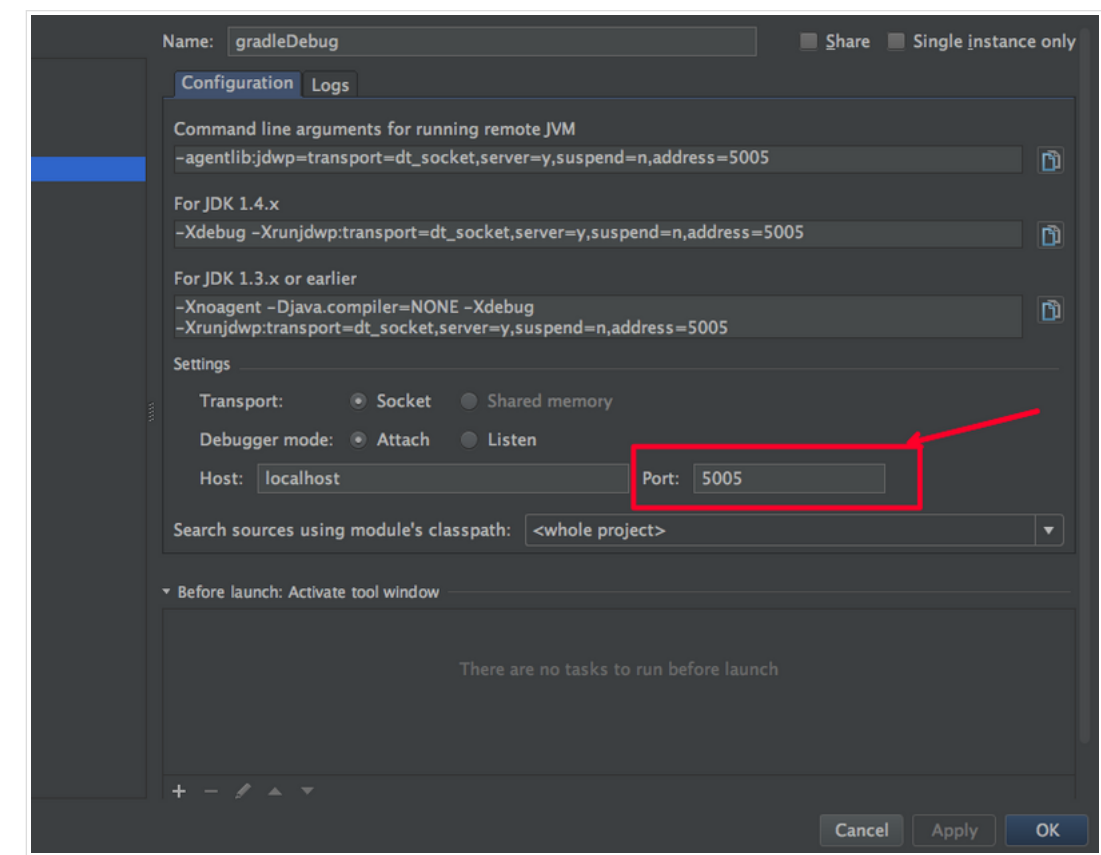 Name: gradleDebug Share Single instance only
Configuration Logs
Command line arguments for running remote JVM
-agentlib:jdwp=transport=dt_socket,server=y,suspend=n,address=5005
For JDK 1.4.x
-Xdebug -Xrunjdwp:transport=dt_socket,server=y,suspend=n,address=5005
For JDK 1.3.x or earlier
-Xnoagent -Djava.compiler=NONE -Xdebug
-Xrunjdwp:transport=dt_socket,server=y,suspend=n,address=5005
Settings
Transport: Socket Shared memory
Debugger mode: Attach Listen
Host: localhost Port: 5005
Search sources using module's classpath: <whole project>
Before launch: Activate tool window
There are no tasks to run before launch
Cancel Apply OK